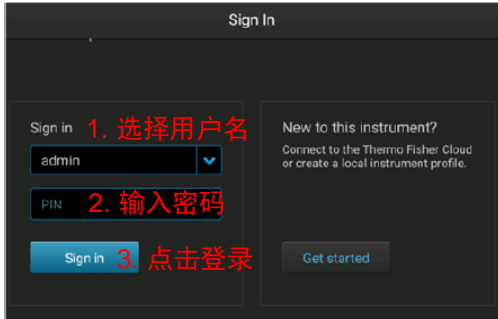 Sign In
Sign in 1. 选择用户名
admin
PIN 2. 输入密码
Sign in 3. 点击登录
New to this instrument?
Connect to the Thermo Fisher Cloud
or create a local instrument profile.
Get started